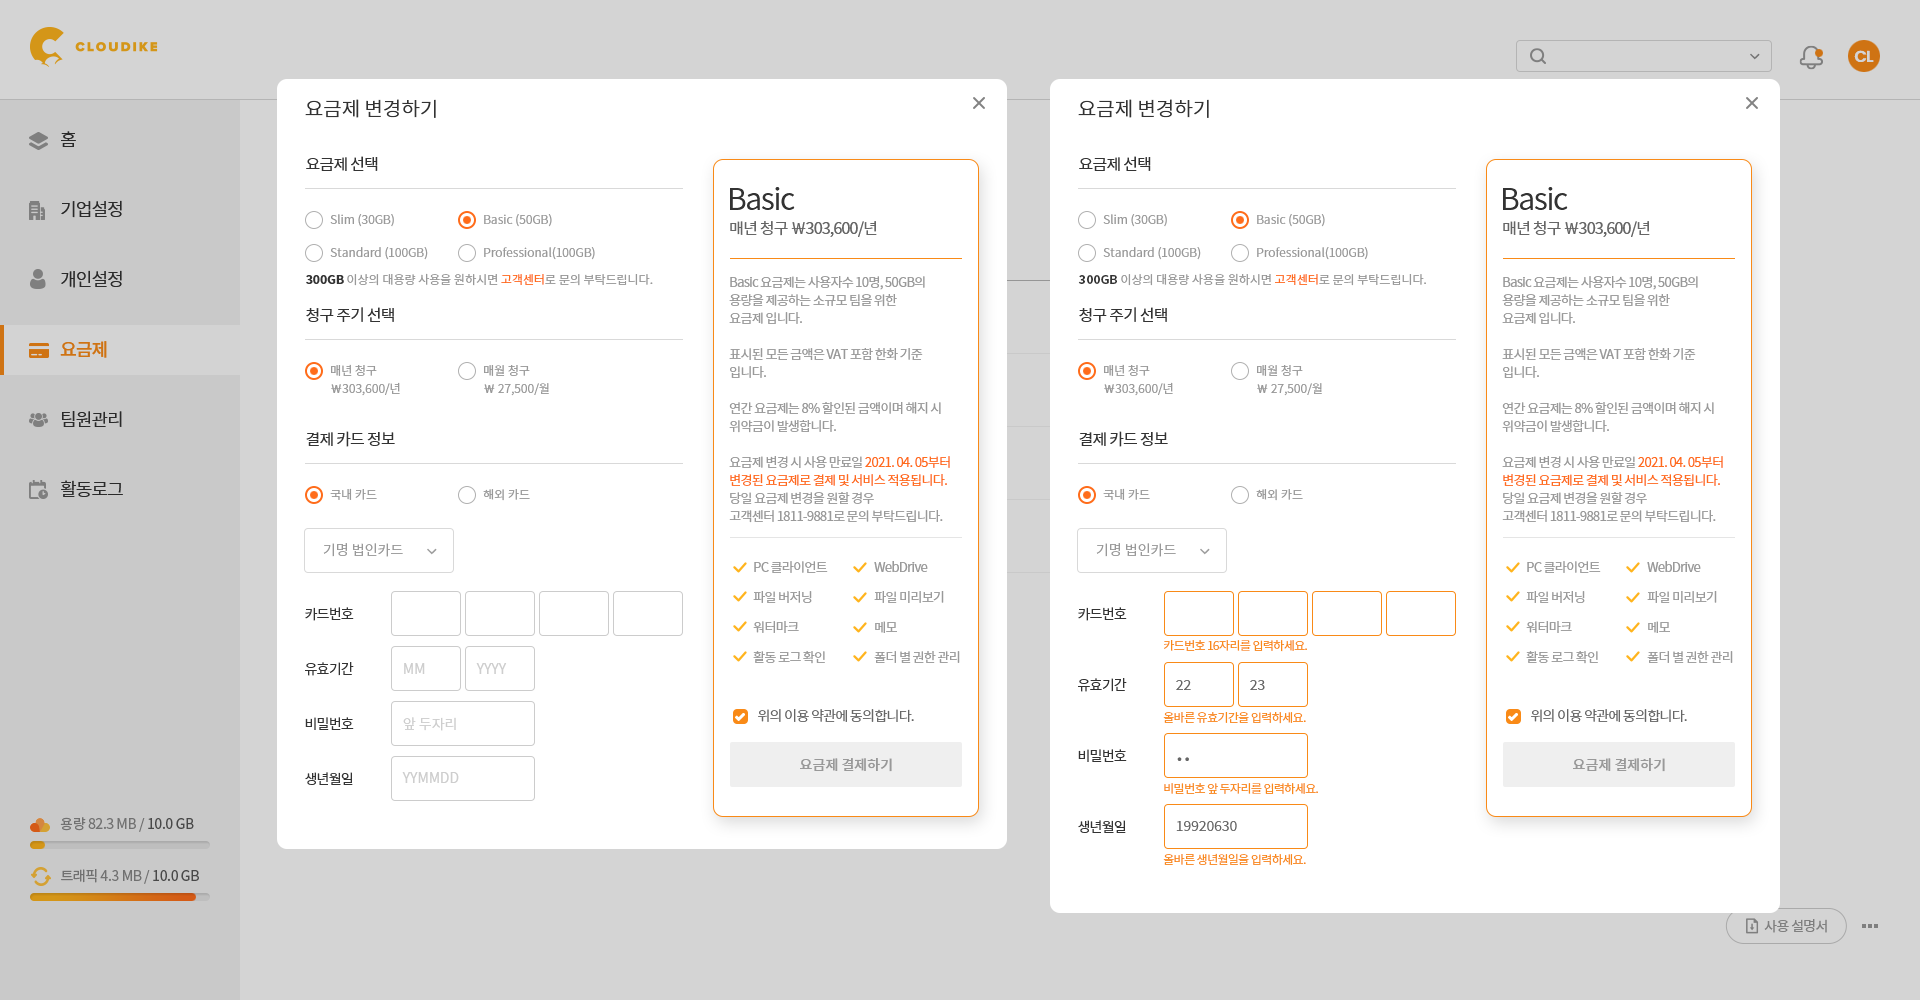 CLOUDIKE
CL
홈
기업설정
개인설정
요금제
팀원관리
활동로그
용량 82.3 MB / 10.0 GB
트래픽 4.3 MB / 10.0 GB
요금제 변경하기
요금제 선택
Slim (30GB)
Basic (50GB)
Standard (100GB)
Professional(100GB)
300GB 이상의 대용량 사용을 원하시면 고객센터로 문의 부탁드립니다.
청구 주기 선택
매년 청구
₩303,600/년
매월 청구
₩ 27,500/월
결제 카드 정보
국내 카드
해외 카드
기명 법인카드
카드번호
유효기간
MM
YYYY
비밀번호
앞 두자리
생년월일
YYMMDD
Basic
매년 청구 ₩303,600/년
Basic 요금제는 사용자수 10명, 50GB의
용량을 제공하는 소규모 팀을 위한
요금제 입니다.
표시된 모든 금액은 VAT 포함 한화 기준
입니다.
연간 요금제는 8% 할인된 금액이며 해지 시
위약금이 발생합니다.
요금제 변경 시 사용 만료일 2021. 04. 05부터
변경된 요금제로 결제 및 서비스 적용됩니다.
당일 요금제 변경을 원할 경우
고객센터 1811-9881로 문의 부탁드립니다.
PC 클라이언트
WebDrive
파일 버저닝
파일 미리보기
워터마크
메모
활동 로그 확인
폴더 별 권한 관리
위의 이용 약관에 동의합니다.
요금제 결제하기
요금제 변경하기
요금제 선택
Slim (30GB)
Basic (50GB)
Standard (100GB)
Professional(100GB)
300GB 이상의 대용량 사용을 원하시면 고객센터로 문의 부탁드립니다.
청구 주기 선택
매년 청구
₩303,600/년
매월 청구
₩ 27,500/월
결제 카드 정보
국내 카드
해외 카드
기명 법인카드
카드번호
카드번호 16자리를 입력하세요.
유효기간
22
23
올바른 유효기간을 입력하세요.
비밀번호
비밀번호 앞 두자리를 입력하세요.
생년월일
19920630
올바른 생년월일을 입력하세요.
Basic
매년 청구 ₩303,600/년
Basic 요금제는 사용자수 10명, 50GB의
용량을 제공하는 소규모 팀을 위한
요금제 입니다.
표시된 모든 금액은 VAT 포함 한화 기준
입니다.
연간 요금제는 8% 할인된 금액이며 해지 시
위약금이 발생합니다.
요금제 변경 시 사용 만료일 2021. 04. 05부터
변경된 요금제로 결제 및 서비스 적용됩니다.
당일 요금제 변경을 원할 경우
고객센터 1811-9881로 문의 부탁드립니다.
PC 클라이언트
WebDrive
파일 버저닝
파일 미리보기
워터마크
메모
활동 로그 확인
폴더 별 권한 관리
위의 이용 약관에 동의합니다.
요금제 결제하기
사용 설명서